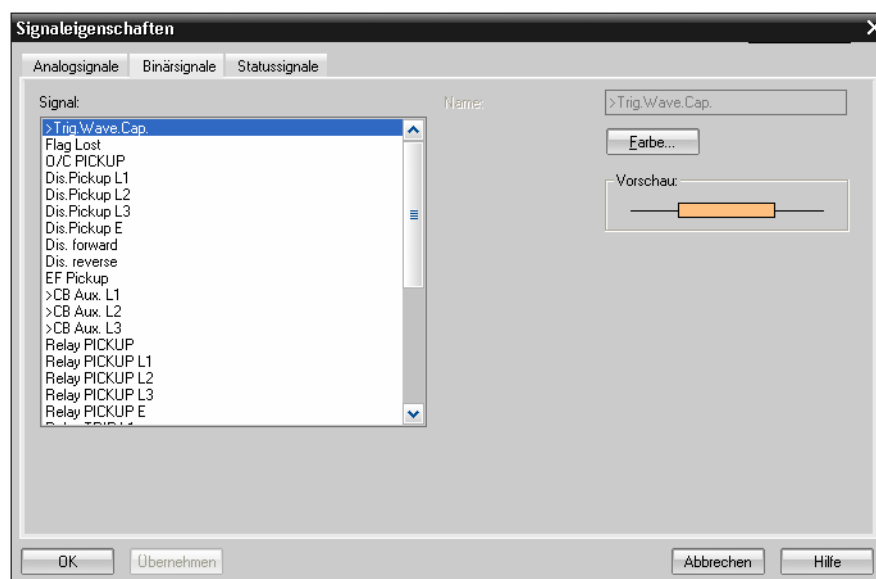 Signaleigenschaften
Analogsignale Binärsignale Statussignale
Signal:
>Trig.Wave.Cap.
Flag Lost
O/C PICKUP
Dis.Pickup L1
Dis.Pickup L2
Dis.Pickup L3
Dis.Pickup E
Dis. forward
Dis. reverse
EF Pickup
>CB Aux. L1
>CB Aux. L2
>CB Aux. L3
Relay PICKUP
Relay PICKUP L1
Relay PICKUP L2
Relay PICKUP L3
Relay PICKUP E
Name:
>Trig.Wave.Cap.
Farbe...
Vorschau:
OK Übernehmen Abbrechen Hilfe